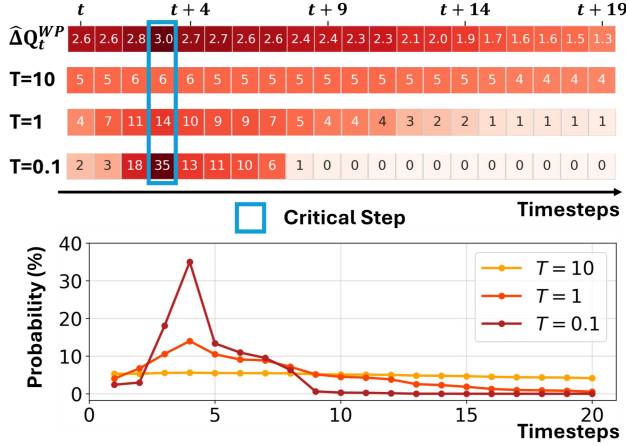 t t + 4 t + 9 t + 14 t + 19
Δ̂Q_t^WP 2.6 2.6 2.8 3.0 2.7 2.7 2.6 2.6 2.4 2.4 2.3 2.3 2.1 2.0 1.9 1.7 1.6 1.6 1.5 1.3
T=10 5 5 6 6 6 5 5 5 5 5 5 5 5 5 5 5 4 4 4 4
T=1 4 7 11 14 10 9 9 7 5 4 4 4 3 2 2 1 1 1 1 1
T=0.1 2 3 18 35 13 11 10 6 1 0 0 0 0 0 0 0 0 0 0 0
Timesteps
Critical Step
40
30
20
10
0
Probability (%)
T = 10
T = 1
T = 0.1
0 5 10 15 20
Timesteps